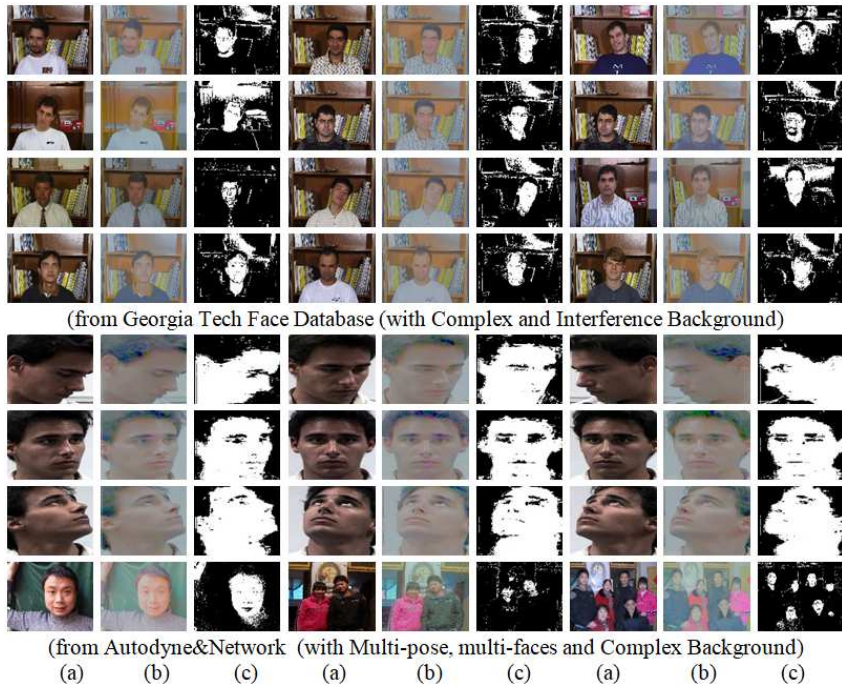 (from Georgia Tech Face Database (with Complex and Interference Background)
(from Autodyne&Network (with Multi-pose, multi-faces and Complex Background)
(a) (b) (c) (a) (b) (c) (a) (b) (c)